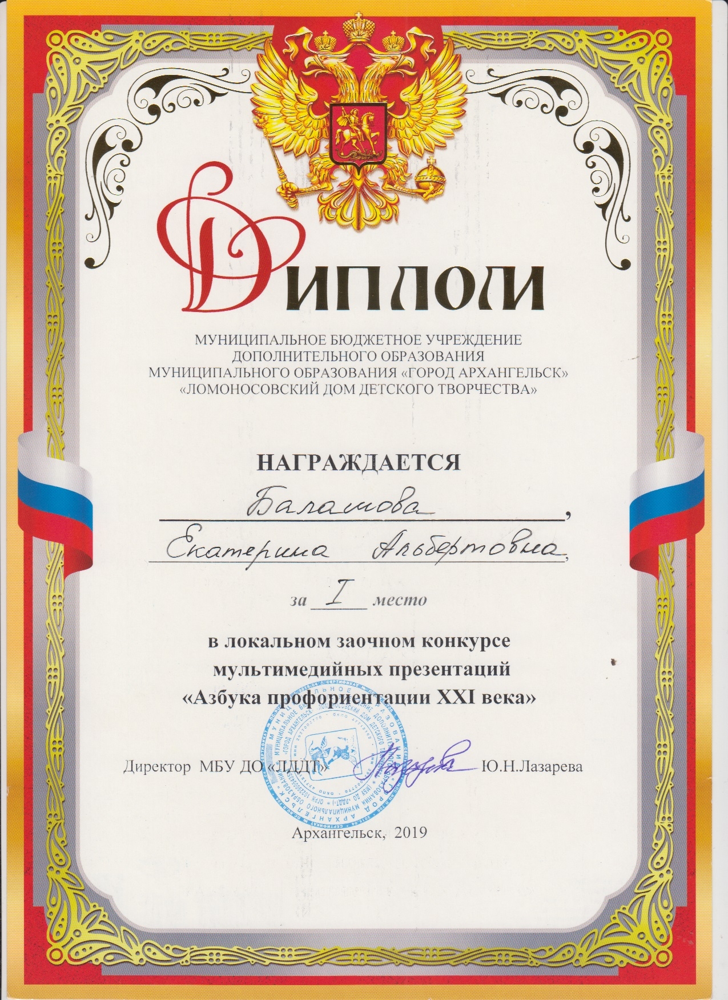 Диплом
МУНИЦИПАЛЬНОЕ БЮДЖЕТНОЕ УЧРЕЖДЕНИЕ
ДОПОЛНИТЕЛЬНОГО ОБРАЗОВАНИЯ
МУНИЦИПАЛЬНОГО ОБРАЗОВАНИЯ «ГОРОД АРХАНГЕЛЬСК»
«ЛОМОНОСОВСКИЙ ДОМ ДЕТСКОГО ТВОРЧЕСТВА»
НАГРАЖДАЕТСЯ
Балашова,
Екатерина Альбертовна,
за I место
в локальном заочном конкурсе
мультимедийных презентаций
«Азбука профориентации XXI века»
Директор МБУ ДО «ЛДДТ» Ю.Н.Лазарева
Архангельск, 2019